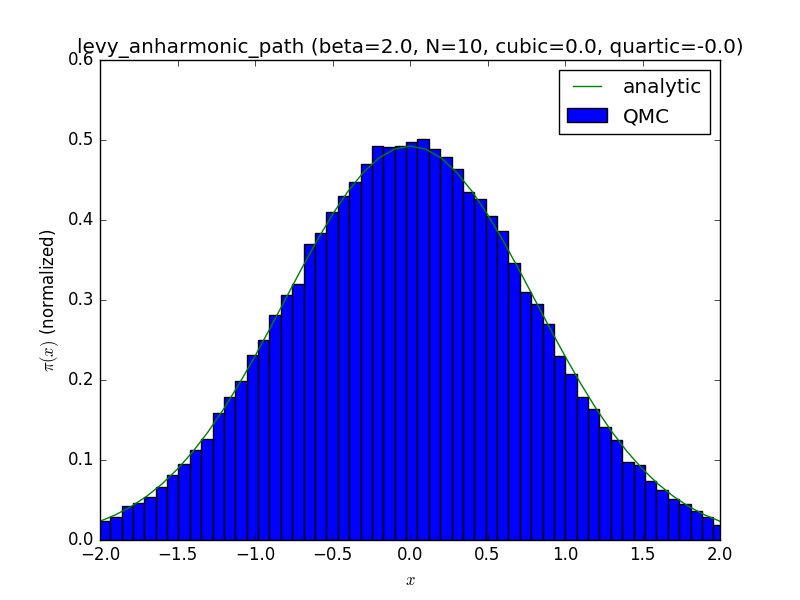 levy_anharmonic_path (beta=2.0, N=10, cubic=0.0, quartic=-0.0)
analytic
QMC
0.6
0.5
0.4
0.3
0.2
0.1
0.0
π(x) (normalized)
−2.0 −1.5 −1.0 −0.5 0.0 0.5 1.0 1.5 2.0
x